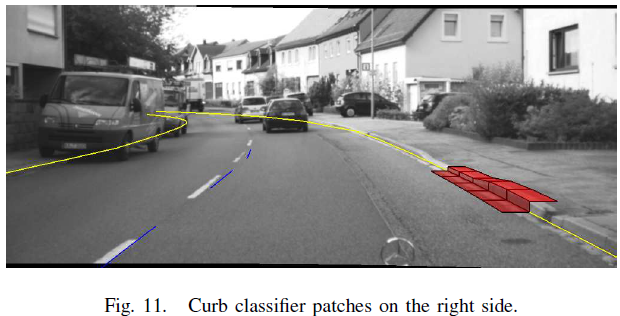 Fig. 11. Curb classifier patches on the right side.